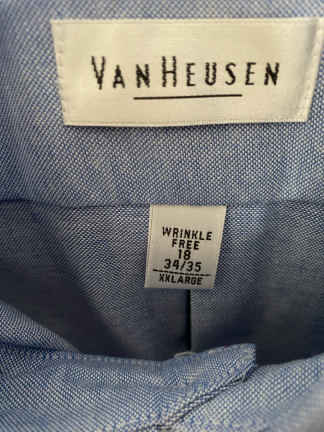 VAN HEUSEN
WRINKLE
FREE
18
34/35
XXLARGE